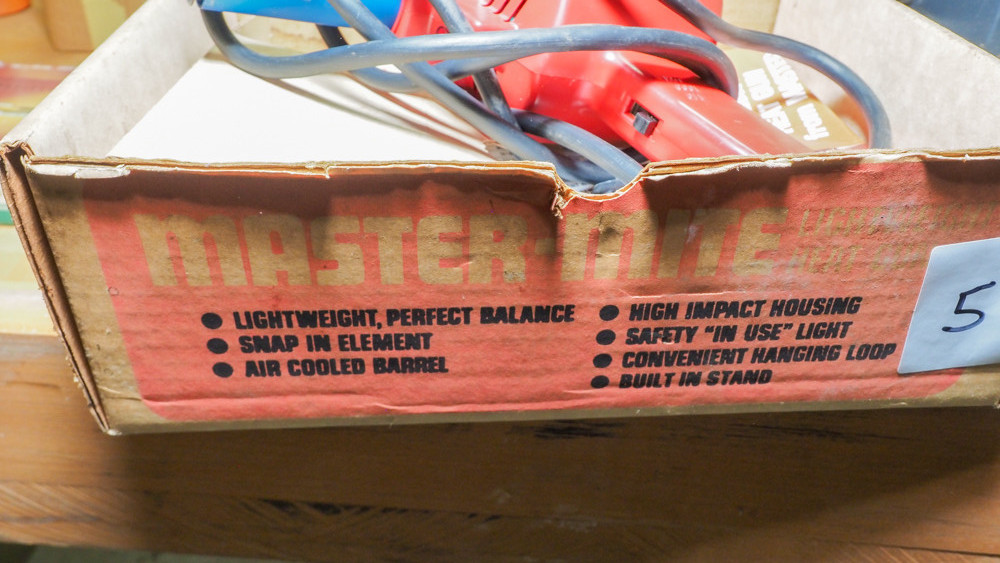 MASTER-MITE
LIGHTWEIGHT, PERFECT BALANCE
SNAP IN ELEMENT
AIR COOLED BARREL
HIGH IMPACT HOUSING
SAFETY "IN USE" LIGHT
CONVENIENT HANGING LOOP
BUILT IN STAND
5